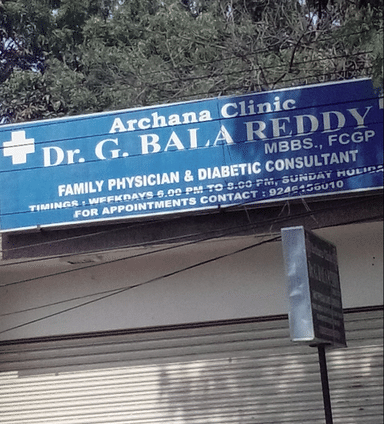 Archana Clinic
Dr. G. BALA REDDY
MBBS., FCGP
FAMILY PHYSICIAN & DIABETIC CONSULTANT
TIMINGS : WEEKDAYS 6.00 PM TO 8.00 PM, SUNDAY
FOR APPOINTMENTS CONTACT :